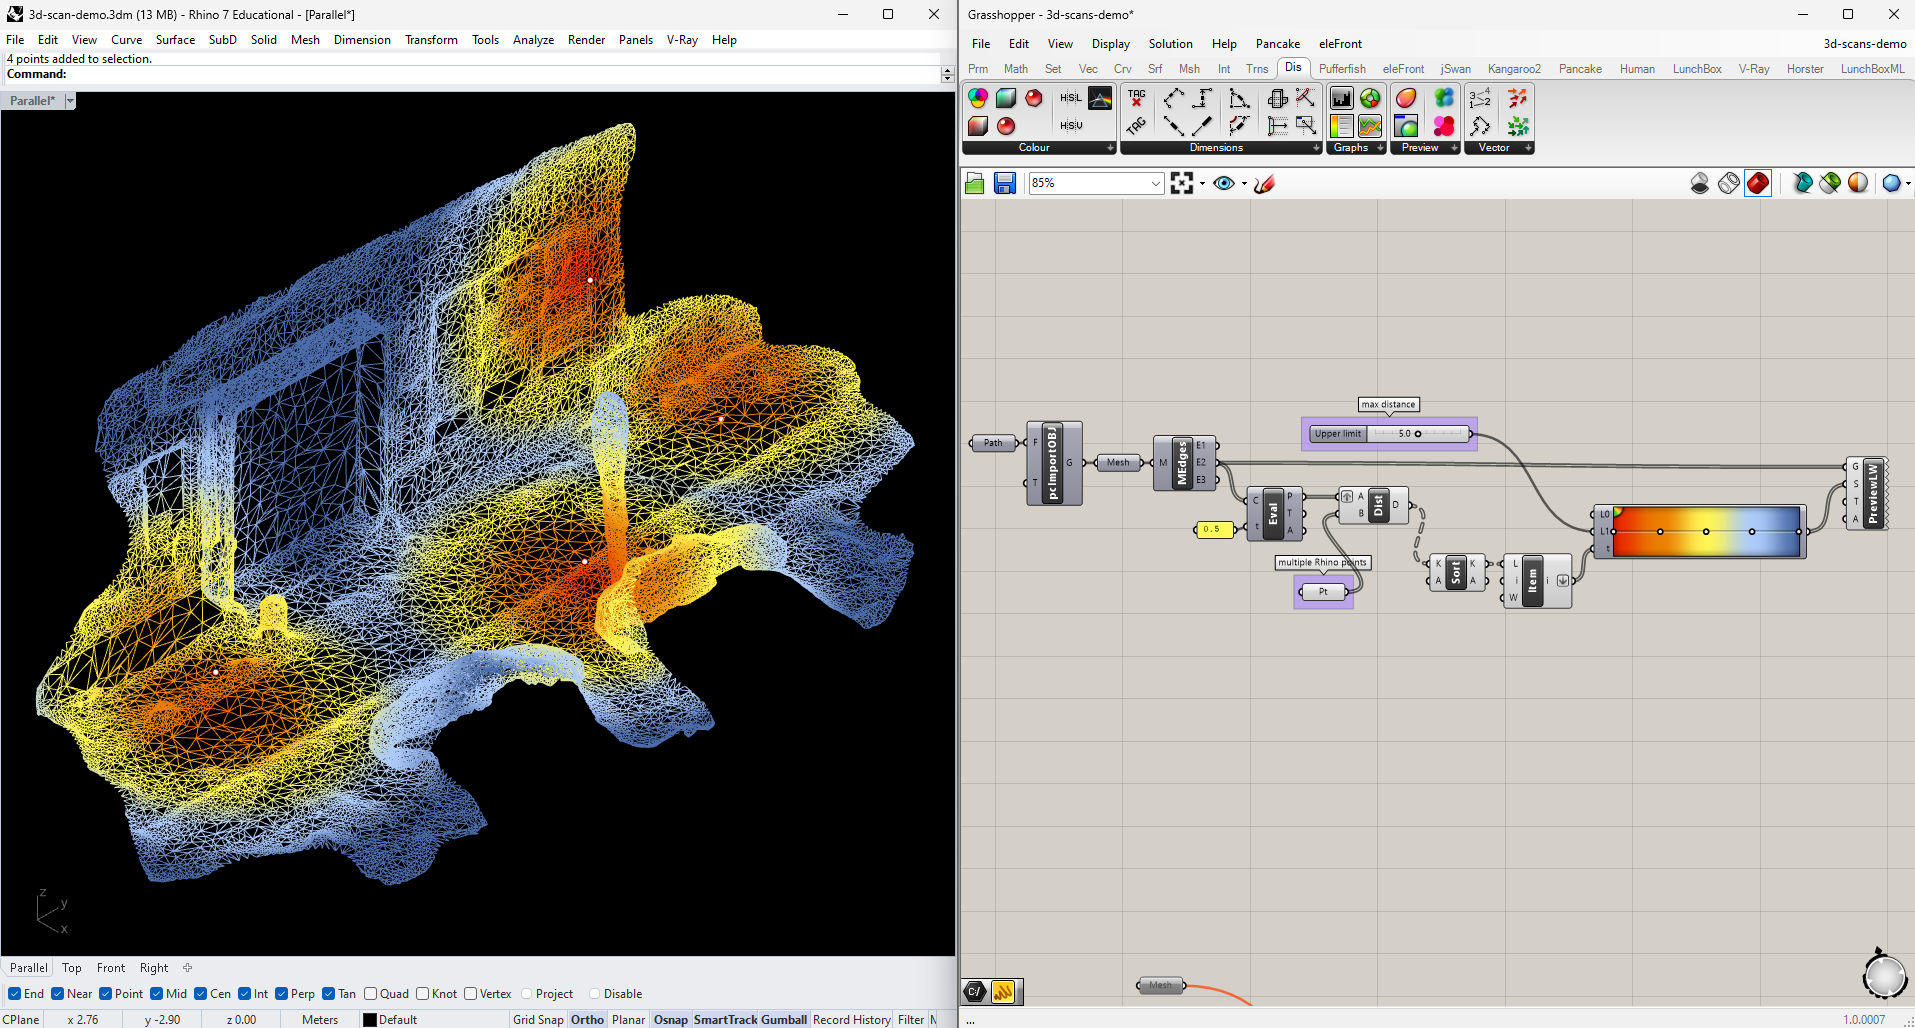 3d-scan-demo.3dm (13 MB) - Rhino 7 Educational - [Parallel*]
File Edit View Curve Surface SubD Solid Mesh Dimension Transform Tools Analyze Render Panels V-Ray Help
4 points added to selection.
Command:
Parallel*
z
y
x
Parallel Top Front Right
End Near Point Mid Cen Int Perp Tan Quad Knot Vertex Project Disable
CPlane x 2.76 y -2.90 z 0.00 Meters Default Grid Snap Ortho Planar Osnap SmartTrack Gumball Record History Filter
Grasshopper - 3d-scans-demo*
File Edit View Display Solution Help Pancake eleFront 3d-scans-demo
Prm Math Set Vec Crv Srf Msh Int Trns Dis Pufferfish eleFront jSwan Kangaroo2 Pancake Human LunchBox V-Ray Horster LunchBoxML
HSL TAG
HSV TAG
Colour Dimensions Graphs Preview Vector
85%
max distance
Upper limit 5.0
Path F T pcImportOBJ G
Mesh
M MEdges E1 E2 E3
0.5
C t Eval P T A
A B Dist D
multiple Rhino points
Pt
K A Sort K A
L i W Item i
L0 L1 t
G S T A PreviewLW
Mesh
C:/
...
1.0.0007